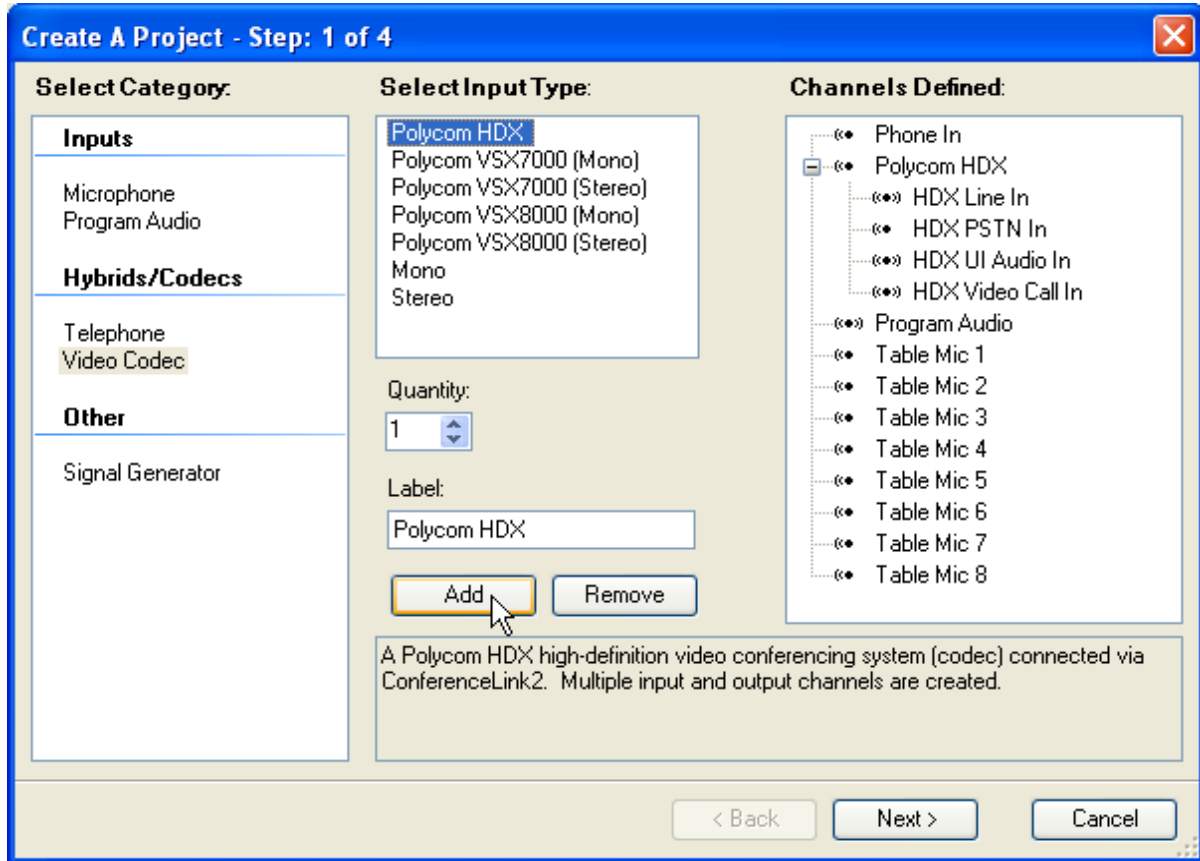 Create A Project - Step: 1 of 4
Select Category:
Inputs
Microphone
Program Audio
Hybrids/Codecs
Telephone
Video Codec
Other
Signal Generator
Select Input Type:
Polycom HDX
Polycom VSX7000 (Mono)
Polycom VSX7000 (Stereo)
Polycom VSX8000 (Mono)
Polycom VSX8000 (Stereo)
Mono
Stereo
Quantity:
1
Label:
Polycom HDX
Add
Remove
Channels Defined:
Phone In
Polycom HDX
HDX Line In
HDX PSTN In
HDX UI Audio In
HDX Video Call In
Program Audio
Table Mic 1
Table Mic 2
Table Mic 3
Table Mic 4
Table Mic 5
Table Mic 6
Table Mic 7
Table Mic 8
A Polycom HDX high-definition video conferencing system (codec) connected via
ConferenceLink2. Multiple input and output channels are created.
< Back
Next >
Cancel